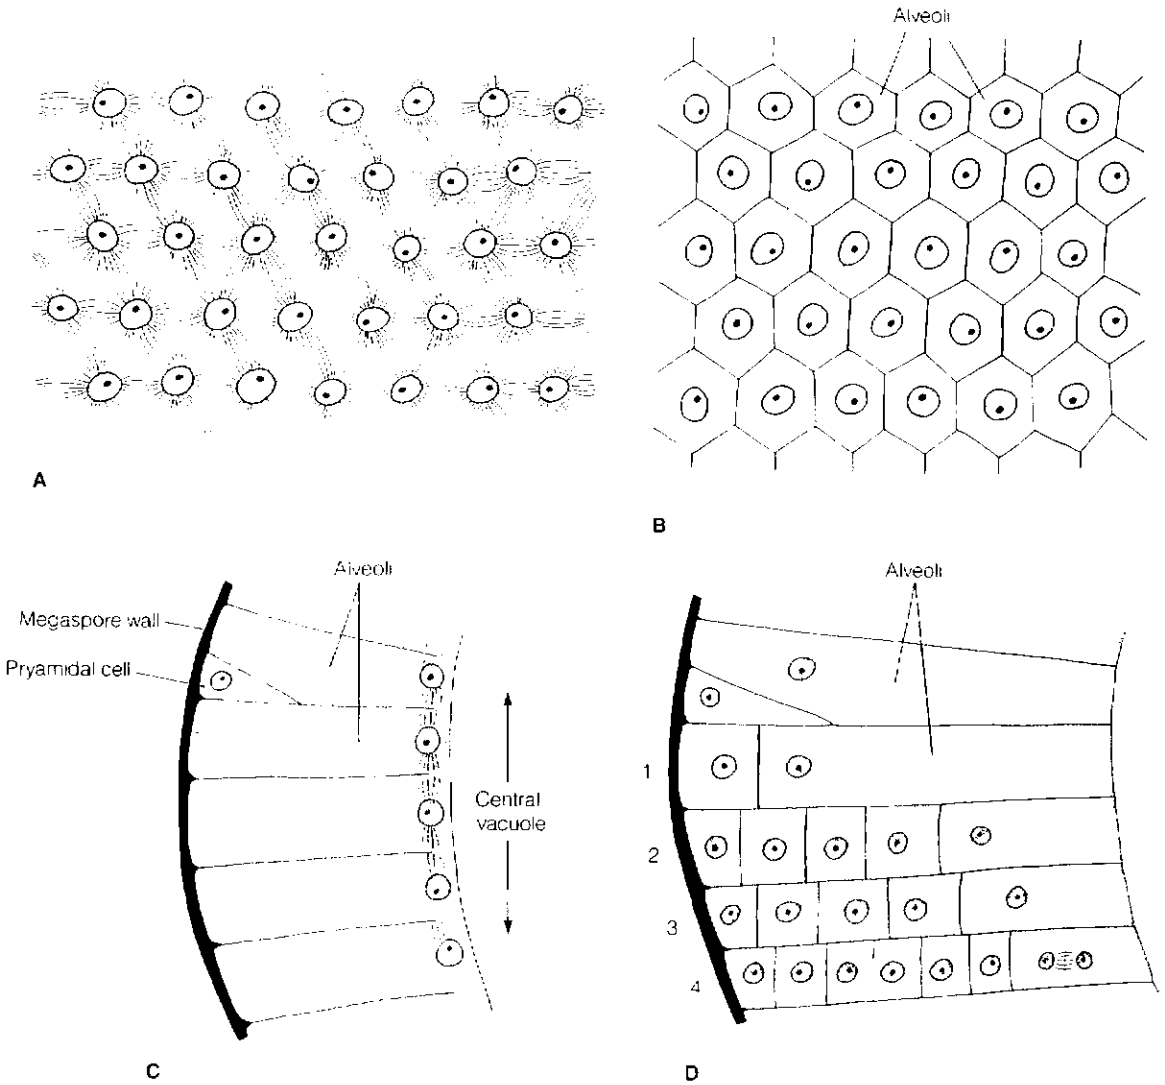 Alveoli
A
B
Alveoli
Megaspore wall
Pryamidal cell
Central
vacuole
C
Alveoli
1
2
3
4
D